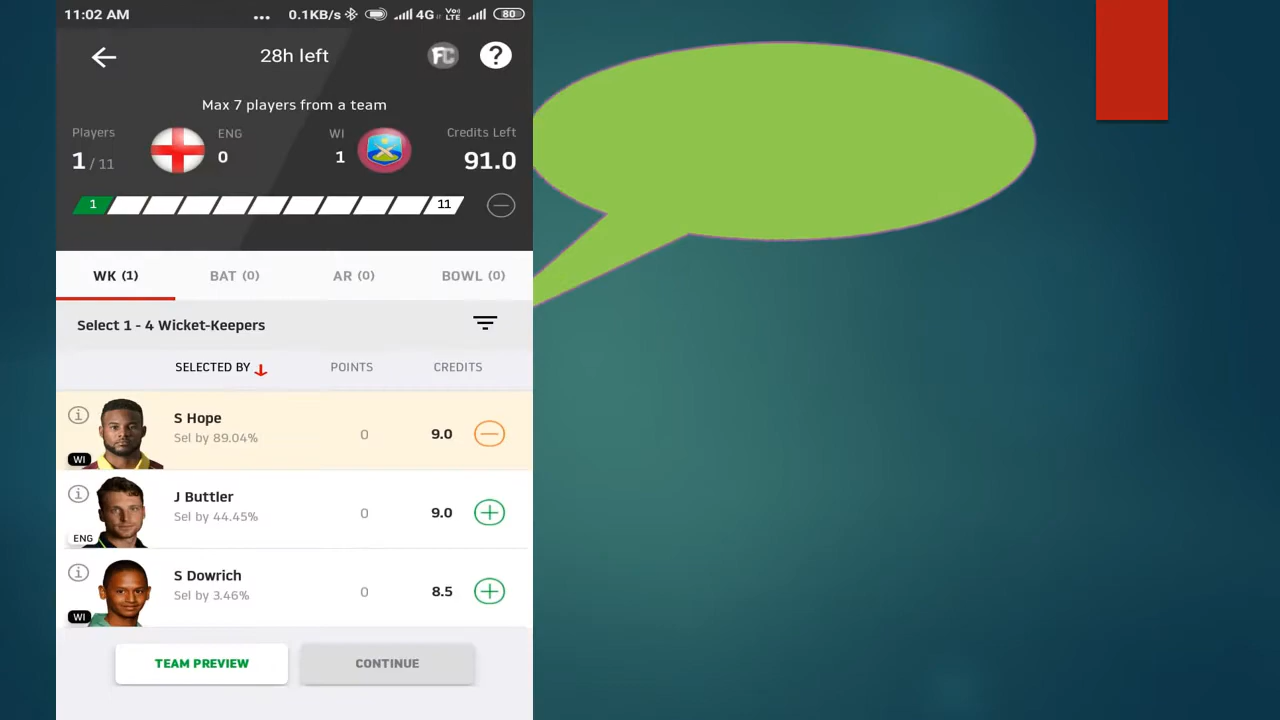 11:02 AM ... 0.1KB/s 4G Vo) LTE 80
28h left FC ?
Max 7 players from a team
Players ENG WI Credits Left
1 / 11 0 1 91.0
1 11
WK (1) BAT (0) AR (0) BOWL (0)
Select 1 - 4 Wicket-Keepers
SELECTED BY POINTS CREDITS
S Hope
Sel by 89.04% 0 9.0
WI
J Buttler
Sel by 44.45% 0 9.0
ENG
S Dowrich
Sel by 3.46% 0 8.5
WI
TEAM PREVIEW CONTINUE